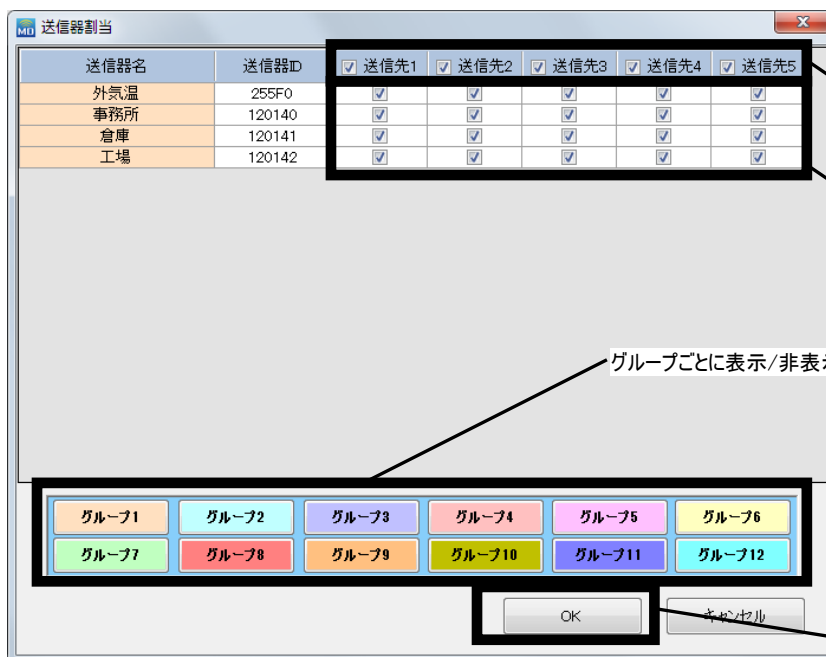 MD 送信器割当
送信器名 送信器ID 送信先1 送信先2 送信先3 送信先4 送信先5
外気温 255F0
事務所 120140
倉庫 120141
工場 120142
グループごとに表示/非表
グループ1 グループ2 グループ3 グループ4 グループ5 グループ6
グループ7 グループ8 グループ9 グループ10 グループ11 グループ12
OK キャンセル